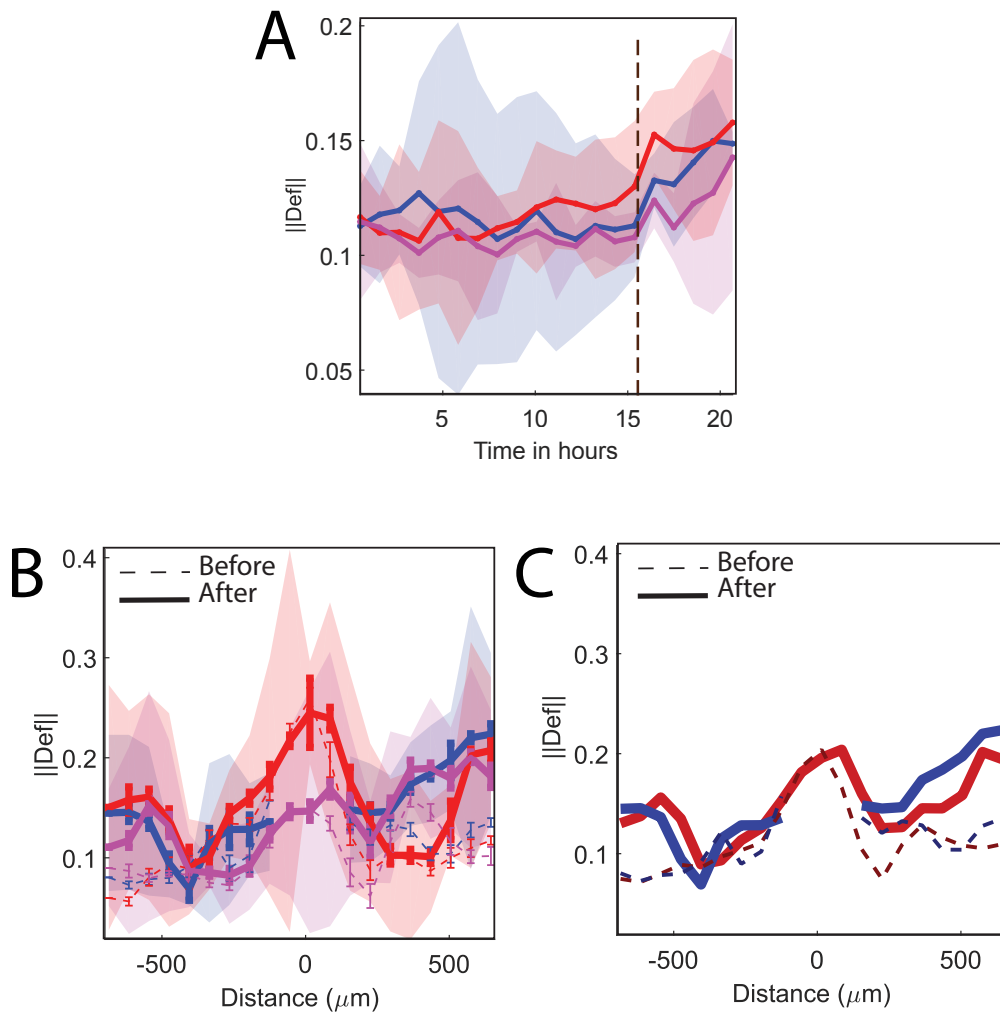 A
0.2
0.15
0.1
0.05
||Def||
5
10
15
20
Time in hours
B
0.4
0.3
0.2
0.1
||Def||
Before
After
-500
0
500
Distance (μm)
C
0.4
0.3
0.2
0.1
||Def||
Before
After
-500
0
500
Distance (μm)